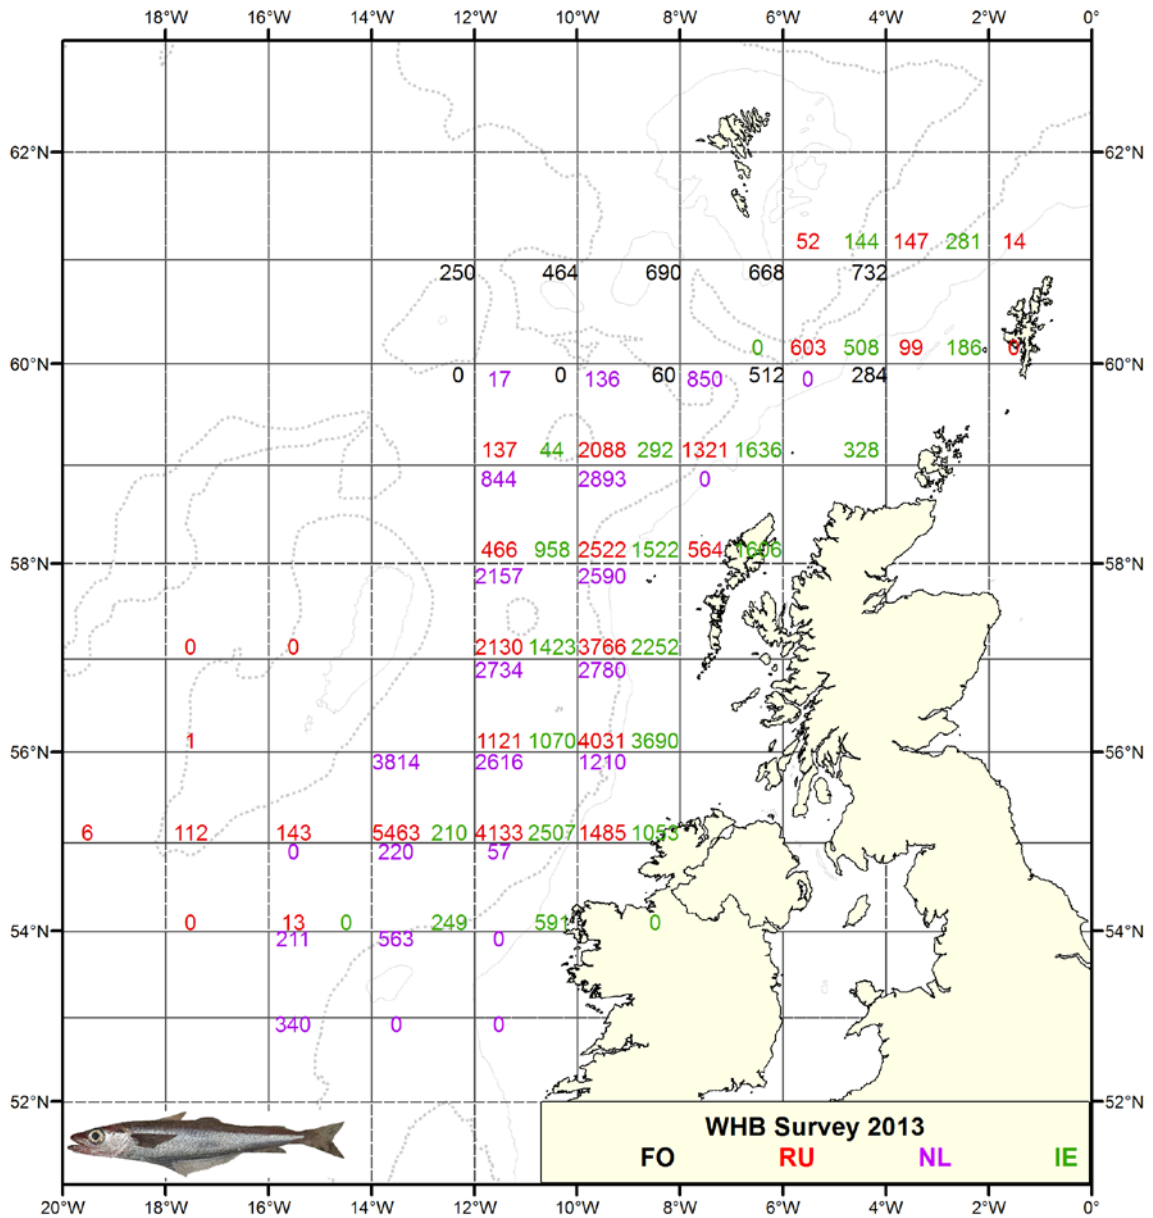 18°W 16°W 14°W 12°W 10°W 8°W 6°W 4°W 2°W 0°
62°N 62°N
52 144 147 281 14
250 464 690 668 732
0 603 508 99 186 0
60°N 60°N
0 17 0 136 60 850 512 0 284
137 44 2088 292 1321 1636 328
844 2893 0
466 958 2522 1522 564 1606
58°N 58°N
2157 2590
0 0 2130 1423 3766 2252
2734 2780
1 1121 1070 4031 3690
56°N 56°N
3814 2616 1210
6 112 143 5463 210 4133 2507 1485 1053
0 220 57
0 13 0 249 591 0
54°N 54°N
211 563 0
340 0 0
52°N 52°N
WHB Survey 2013
FO RU NL IE
20°W 18°W 16°W 14°W 12°W 10°W 8°W 6°W 4°W 2°W 0°